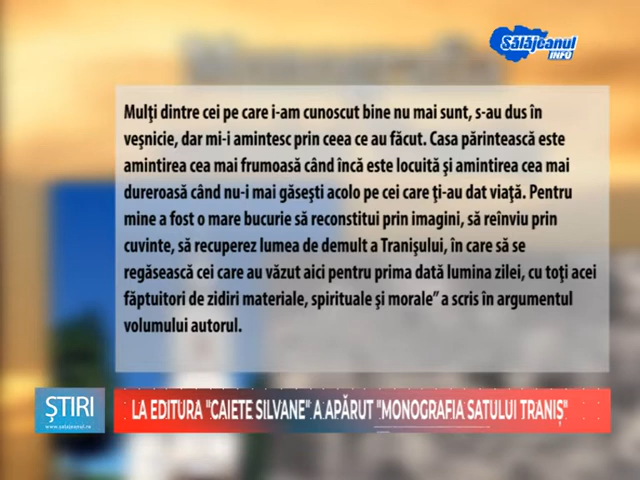 Sălăjeanul
INFO
Mulţi dintre cei pe care i-am cunoscut bine nu mai sunt, s-au dus în
veşnicie, dar mi-i amintesc prin ceea ce au făcut. Casa părintească este
amintirea cea mai frumoasă când încă este locuită şi amintirea cea mai
dureroasă când nu-i mai găseşti acolo pe cei care ţi-au dat viaţă. Pentru
mine a fost o mare bucurie să reconstitui prin imagini, să reînviu prin
cuvinte, să recuperez lumea de demult a Tranişului, în care să se
regăsească cei care au văzut aici pentru prima dată lumina zilei, cu toţi acei
făptuitori de zidiri materiale, spirituale şi morale” a scris în argumentul
volumului autorul.
ŞTIRI
www.salajeanul.ro
LA EDITURA "CAIETE SILVANE" A APĂRUT "MONOGRAFIA SATULUI TRANIŞ"